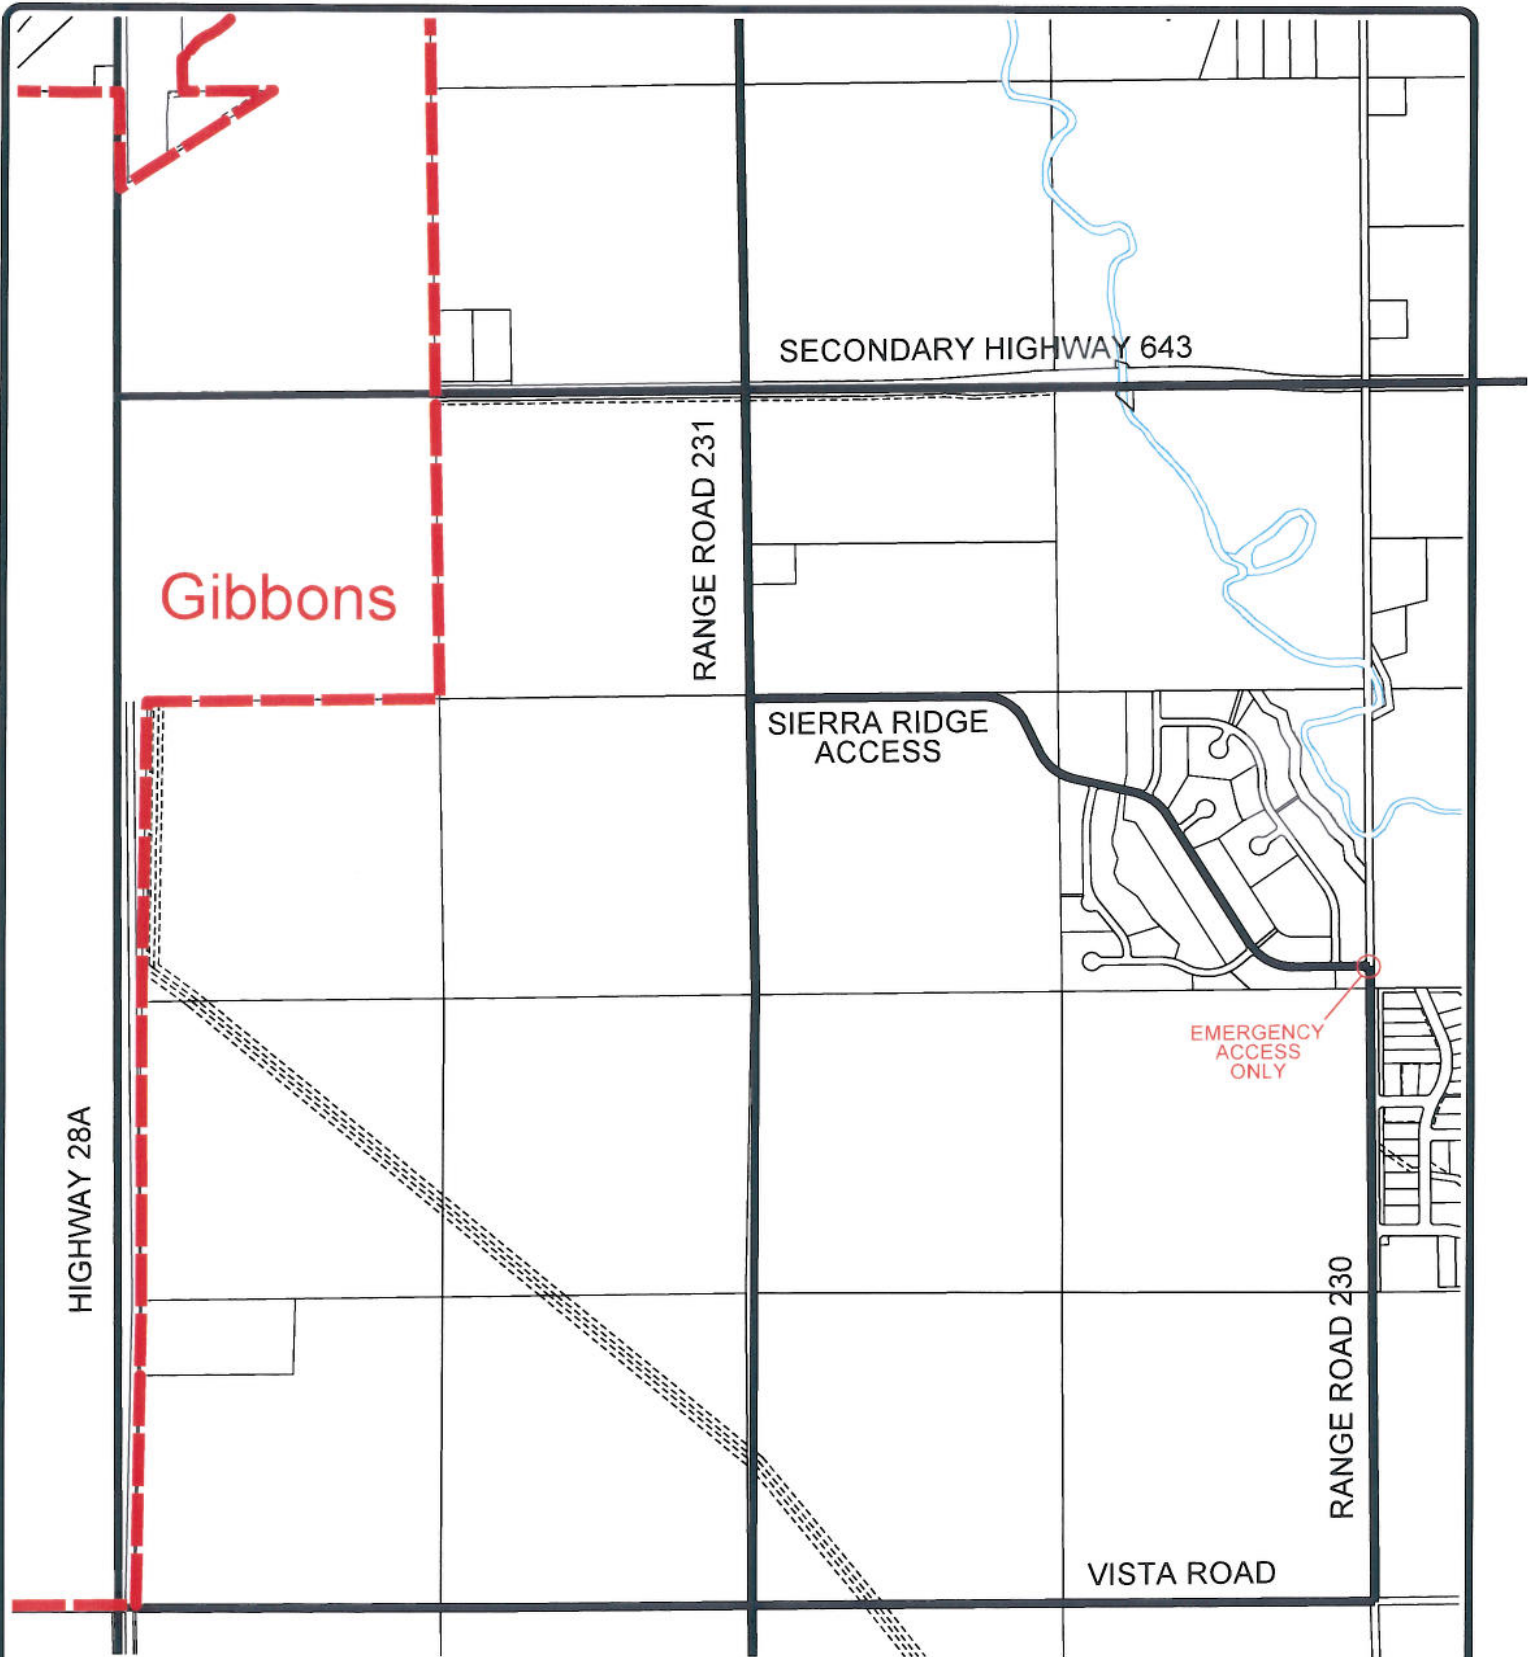 SECONDARY HIGHWAY 643
RANGE ROAD 231
Gibbons
SIERRA RIDGE
ACCESS
EMERGENCY
ACCESS
ONLY
HIGHWAY 28A
RANGE ROAD 230
VISTA ROAD